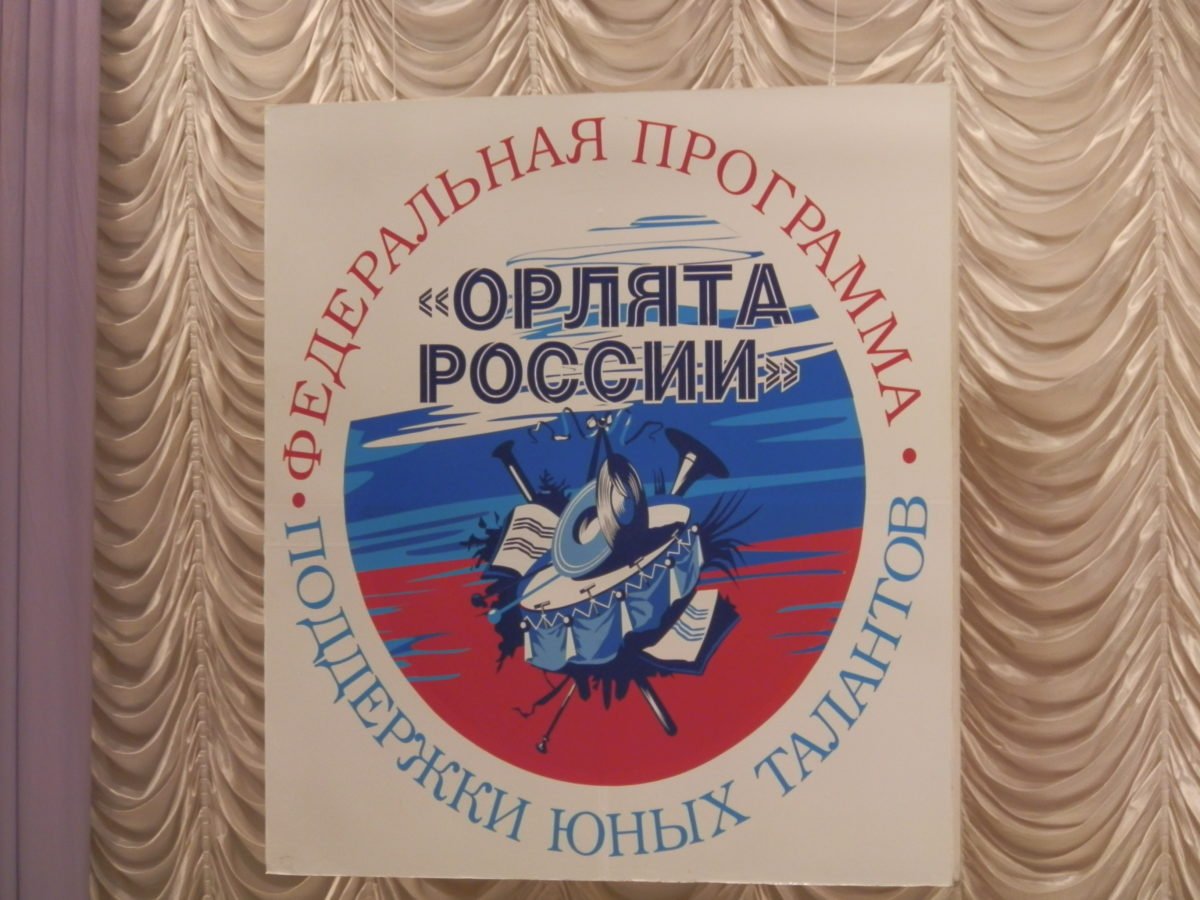 ФЕДЕРАЛЬНАЯ ПРОГРАММА
«ОРЛЯТА
РОССИИ»
ПОДДЕРЖКИ ЮНЫХ ТАЛАНТОВ